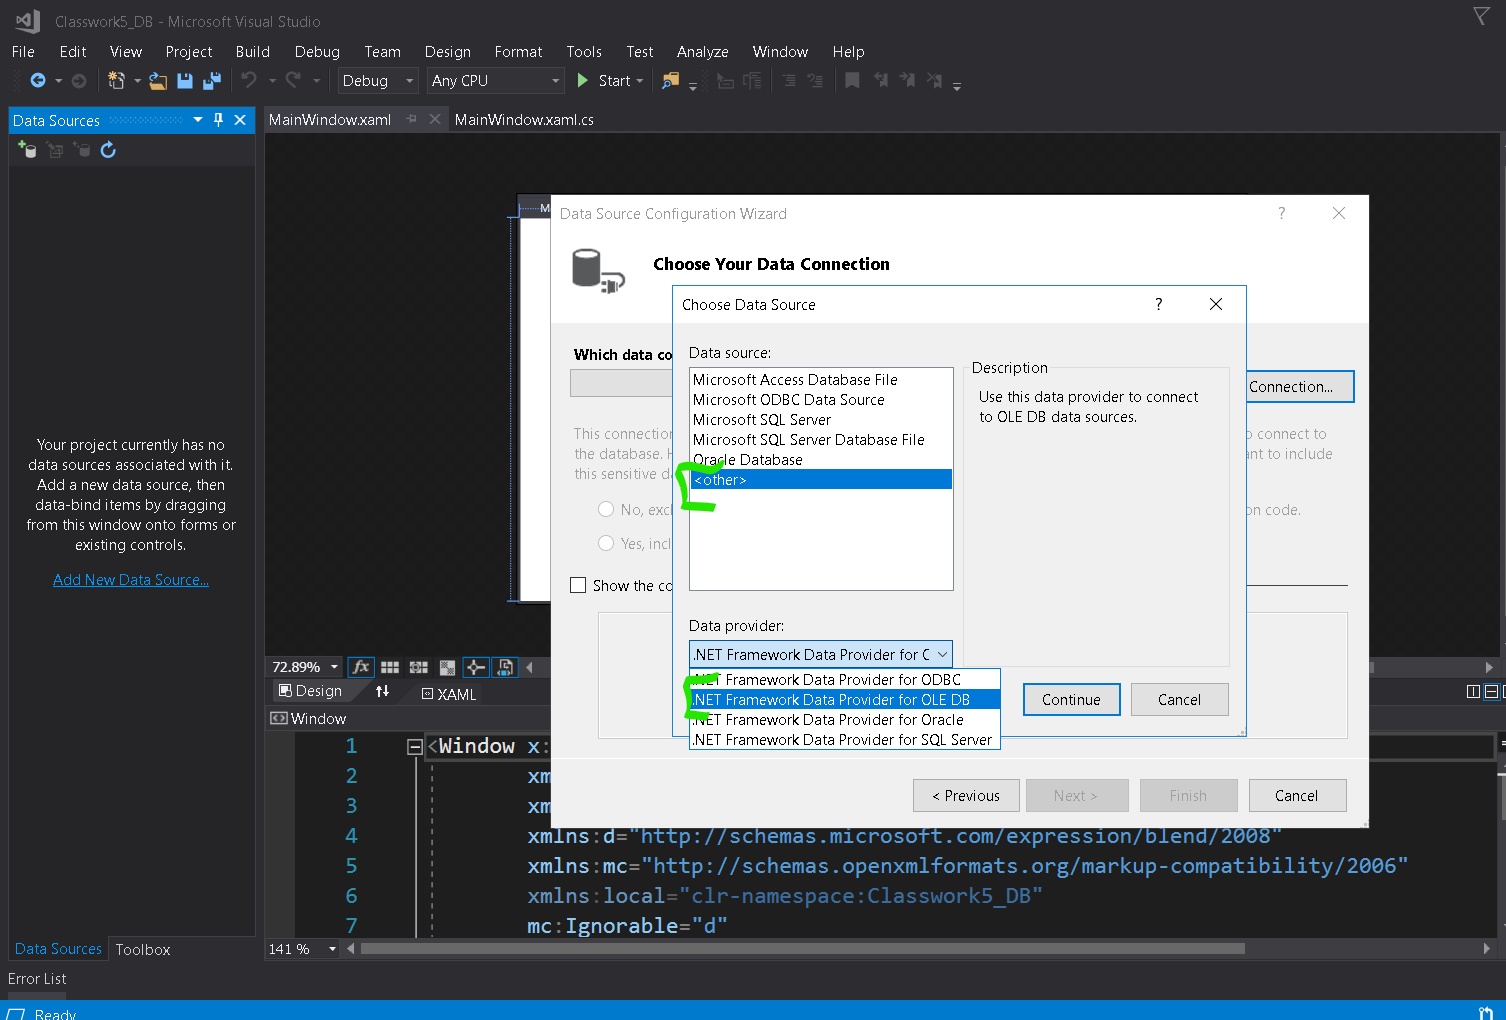 Classwork5_DB - Microsoft Visual Studio
File Edit View Project Build Debug Team Design Format Tools Test Analyze Window Help
Debug Any CPU Start
Data Sources
MainWindow.xaml MainWindow.xaml.cs
M
Data Source Configuration Wizard ?
Choose Your Data Connection
Choose Data Source ?
Which data co
Data source:
Microsoft Access Database File
Microsoft ODBC Data Source
Microsoft SQL Server
Microsoft SQL Server Database File
Oracle Database
<other>
Description
Use this data provider to connect
to OLE DB data sources.
Connection...
This connection
the database. H
this sensitive d
o connect to
ant to include
No, exc
on code.
Yes, incl
Show the co
Your project currently has no
data sources associated with it.
Add a new data source, then
data-bind items by dragging
from this window onto forms or
existing controls.
Add New Data Source...
Data provider:
.NET Framework Data Provider for O
.NET Framework Data Provider for ODBC
.NET Framework Data Provider for OLE DB
.NET Framework Data Provider for Oracle
.NET Framework Data Provider for SQL Server
Continue Cancel
< Previous Next > Finish Cancel
72.89% fx
Design XAML
Window
1 <Window x:
2 xm
3 xm
4 xmlns:d="http://schemas.microsoft.com/expression/blend/2008"
5 xmlns:mc="http://schemas.openxmlformats.org/markup-compatibility/2006"
6 xmlns:local="clr-namespace:Classwork5_DB"
7 mc:Ignorable="d"
141 %
Data Sources Toolbox
Error List
Ready